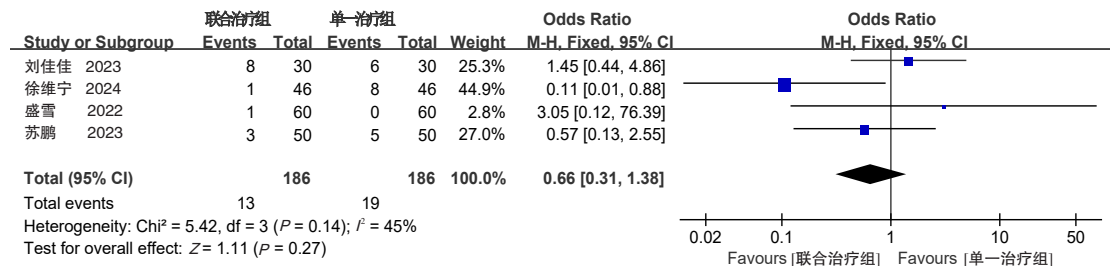 联合治疗组 单一治疗组 Odds Ratio Odds Ratio
Study or Subgroup Events Total Events Total Weight M-H, Fixed, 95% CI M-H, Fixed, 95% CI
刘佳佳 2023 8 30 6 30 25.3% 1.45 [0.44, 4.86]
徐维宁 2024 1 46 8 46 44.9% 0.11 [0.01, 0.88]
盛雪 2022 1 60 0 60 2.8% 3.05 [0.12, 76.39]
苏鹏 2023 3 50 5 50 27.0% 0.57 [0.13, 2.55]
Total (95% CI) 186 186 100.0% 0.66 [0.31, 1.38]
Total events 13 19
Heterogeneity: Chi² = 5.42, df = 3 (P = 0.14); I² = 45%
Test for overall effect: Z = 1.11 (P = 0.27)
0.02 0.1 1 10 50
Favours [联合治疗组] Favours [单一治疗组]